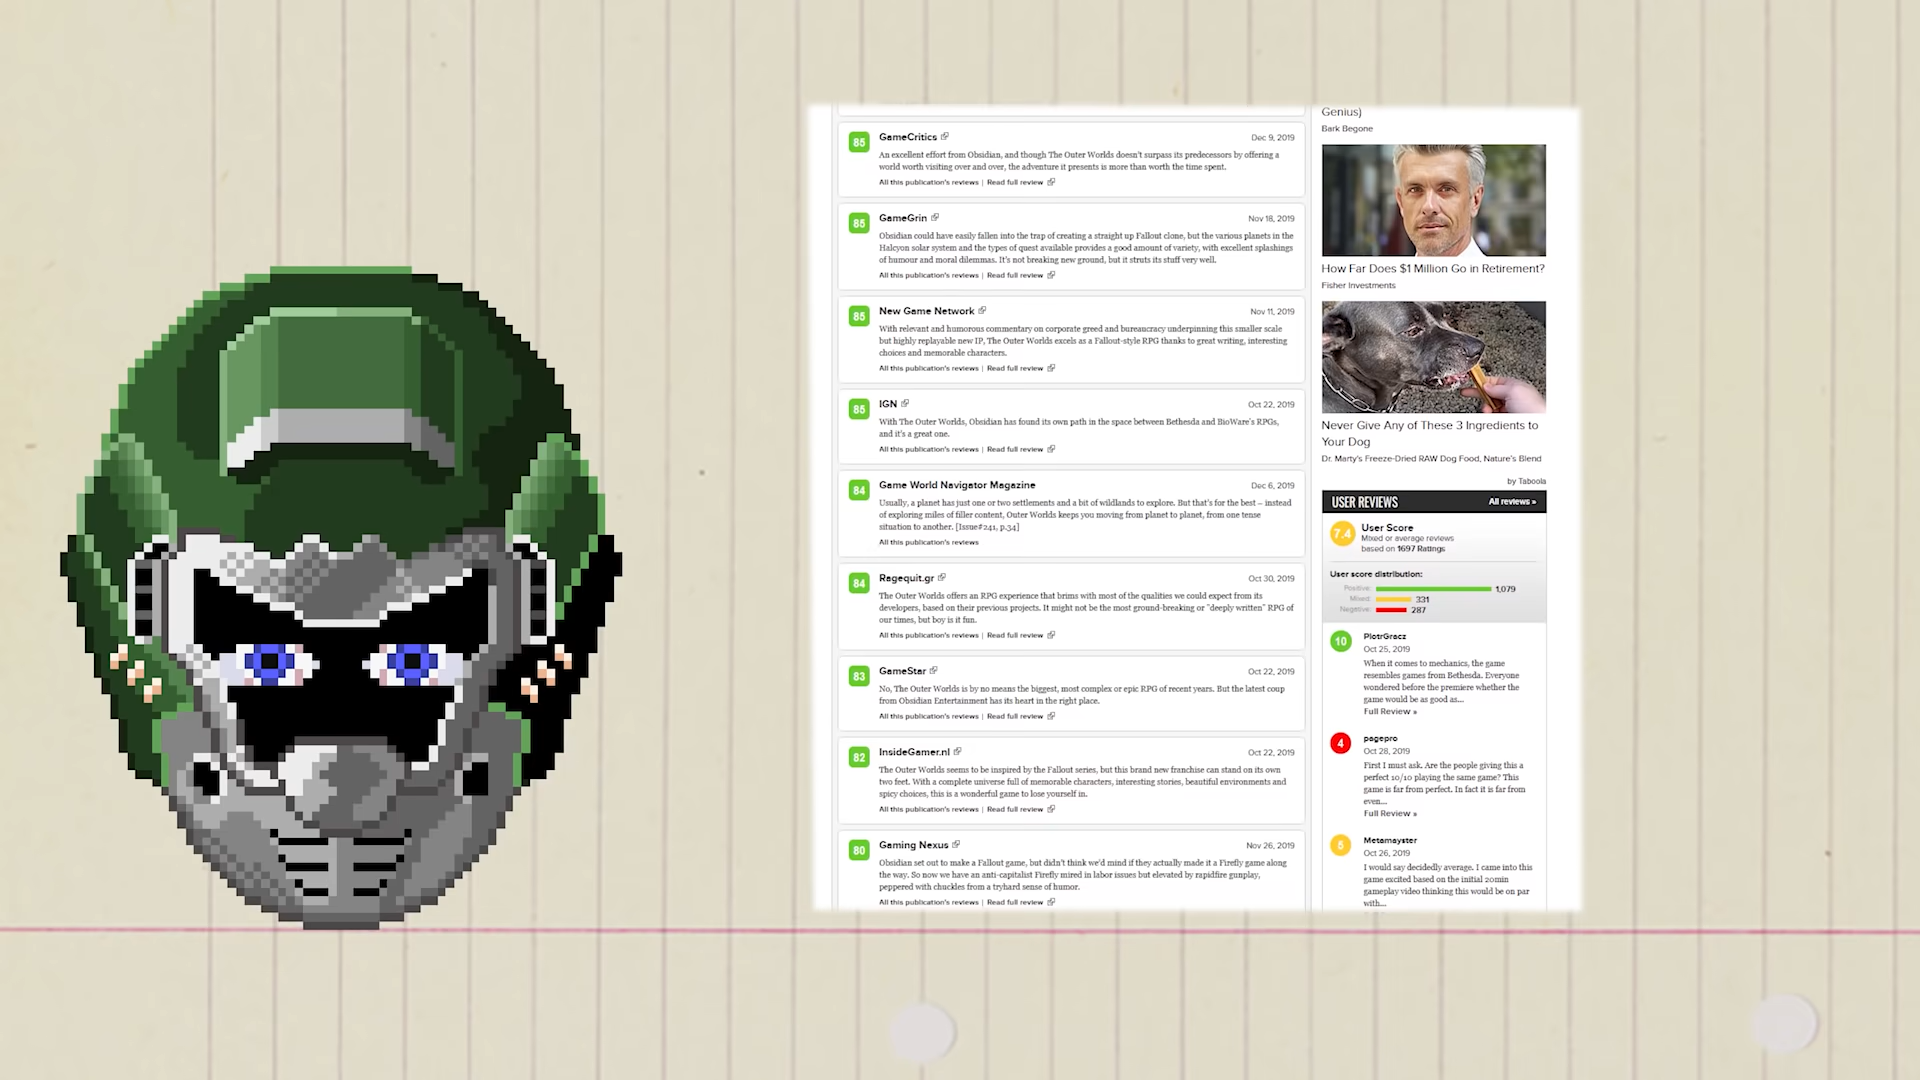 85 GameCritics Dec 9, 2019
An excellent effort from Obsidian, and though The Outer Worlds doesn't surpass its predecessors by offering a
world worth visiting over and over, the adventure it presents is more than worth the time spent.
All this publication's reviews | Read full review
85 GameGrin Nov 18, 2019
Obsidian could have easily fallen into the trap of creating a straight up Fallout clone, but the various planets in the
Halcyon solar system and the types of quest available provides a good amount of variety, with excellent splashings
of humour and moral dilemmas. It's not breaking new ground, but it struts its stuff very well.
All this publication's reviews | Read full review
85 New Game Network Nov 11, 2019
With relevant and humorous commentary on corporate greed and bureaucracy underpinning this smaller scale
but highly replayable new IP, The Outer Worlds excels as a Fallout-style RPG thanks to great writing, interesting
choices and memorable characters.
All this publication's reviews | Read full review
85 IGN Oct 22, 2019
With The Outer Worlds, Obsidian has found its own path in the space between Bethesda and BioWare's RPGs,
and it's a great one.
All this publication's reviews | Read full review
84 Game World Navigator Magazine Dec 6, 2019
Usually, a planet has just one or two settlements and a bit of wildlands to explore. But that's for the best – instead
of exploring miles of filler content, Outer Worlds keeps you moving from planet to planet, from one tense
situation to another. [Issue#241, p.34]
All this publication's reviews
84 Ragequit.gr Oct 30, 2019
The Outer Worlds offers an RPG experience that brims with most of the qualities we could expect from its
developers, based on their previous projects. It might not be the most ground-breaking or "deeply written" RPG of
our times, but boy is it fun.
All this publication's reviews | Read full review
83 GameStar Oct 22, 2019
No, The Outer Worlds is by no means the biggest, most complex or epic RPG of recent years. But the latest coup
from Obsidian Entertainment has its heart in the right place.
All this publication's reviews | Read full review
82 InsideGamer.nl Oct 22, 2019
The Outer Worlds seems to be inspired by the Fallout series, but this brand new franchise can stand on its own
two feet. With a complete universe full of memorable characters, interesting stories, beautiful environments and
spicy choices, this is a wonderful game to lose yourself in.
All this publication's reviews | Read full review
80 Gaming Nexus Nov 26, 2019
Obsidian set out to make a Fallout game, but didn't think we'd mind if they actually made it a Firefly game along
the way. So now we have an anti-capitalist Firefly mired in labor issues but elevated by rapidfire gunplay,
peppered with chuckles from a tryhard sense of humor.
All this publication's reviews | Read full review
Genius)
Bark Begone
How Far Does $1 Million Go in Retirement?
Fisher Investments
Never Give Any of These 3 Ingredients to
Your Dog
Dr. Marty's Freeze-Dried RAW Dog Food, Nature's Blend
by Taboola
USER REVIEWS All reviews »
7.4 User Score
Mixed or average reviews
based on 1697 Ratings
User score distribution:
Positive: 1,079
Mixed: 331
Negative: 287
10 PiotrGracz
Oct 25, 2019
When it comes to mechanics, the game
resembles games from Bethesda. Everyone
wondered before the premiere whether the
game would be as good as...
Full Review »
4 pagepro
Oct 28, 2019
First I must ask. Are the people giving this a
perfect 10/10 playing the same game? This
game is far from perfect. In fact it is far from
even...
Full Review »
5 Metamayster
Oct 26, 2019
I would say decidedly average. I came into this
game excited based on the initial 20min
gameplay video thinking this would be on par
with...